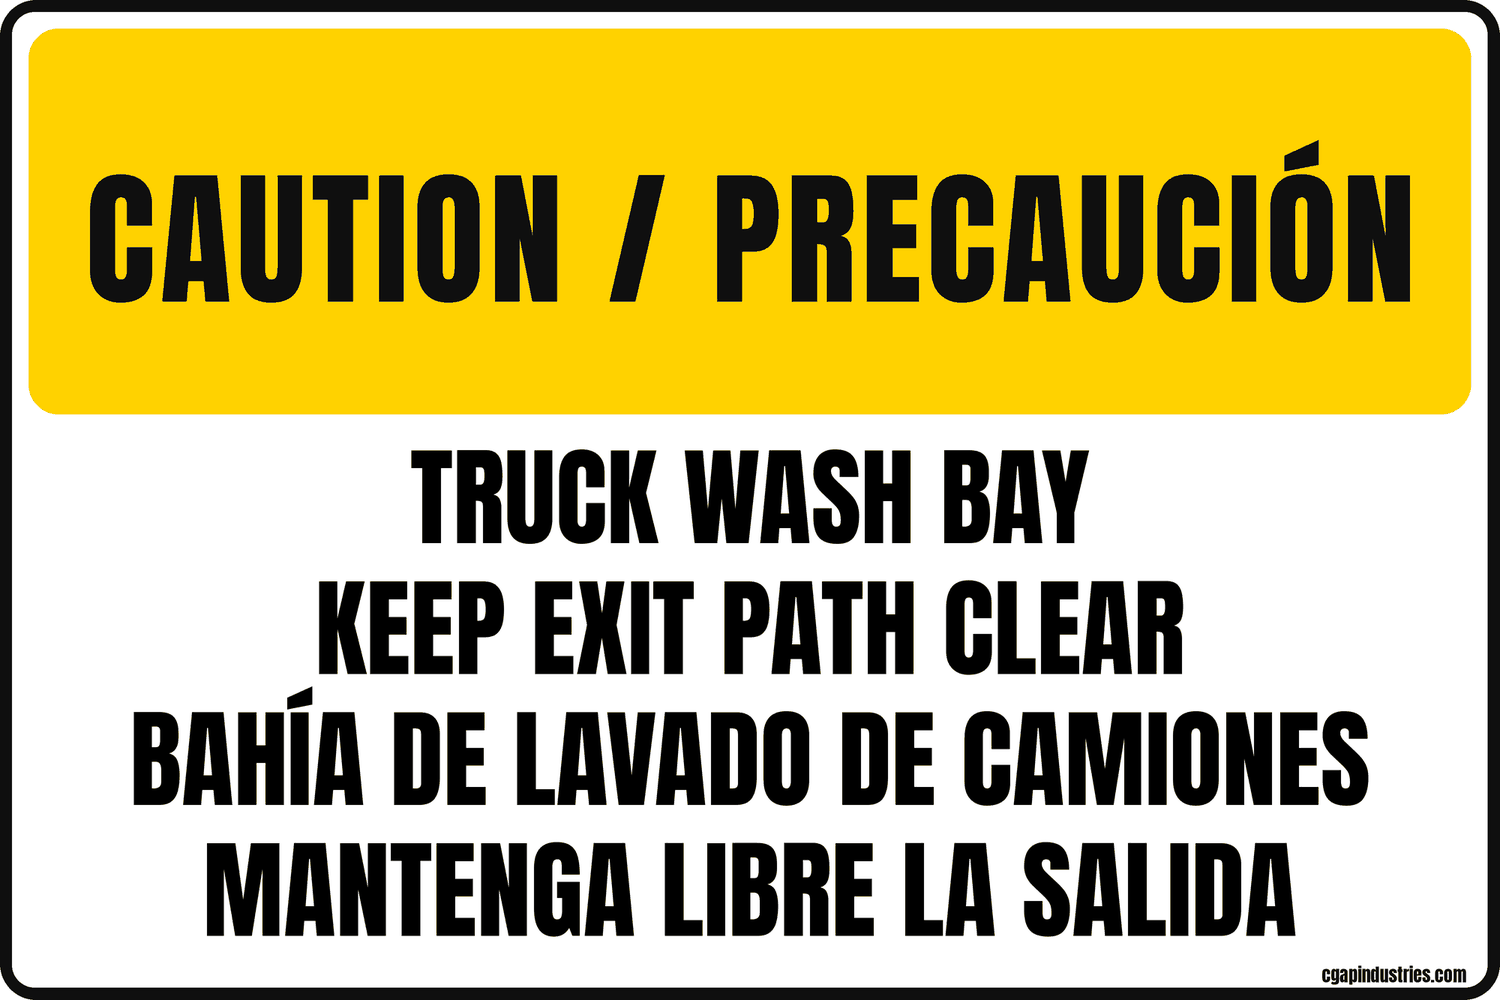 CAUTION / PRECAUCIÓN
TRUCK WASH BAY
KEEP EXIT PATH CLEAR
BAHÍA DE LAVADO DE CAMIONES
MANTENGA LIBRE LA SALIDA
cgapindustries.com